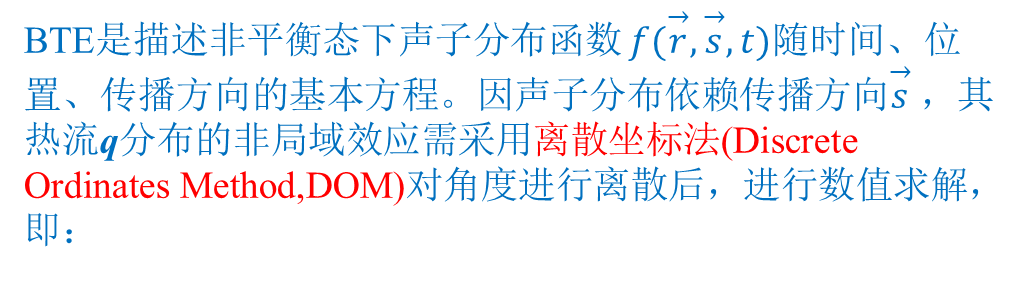 BTE是描述非平衡态下声子分布函数 𝑓(𝑟⃗, 𝑠⃗, 𝑡)随时间、位
置、传播方向的基本方程。因声子分布依赖传播方向𝑠⃗ ，其
热流q分布的非局域效应需采用离散坐标法(Discrete
Ordinates Method,DOM)对角度进行离散后，进行数值求解，
即：